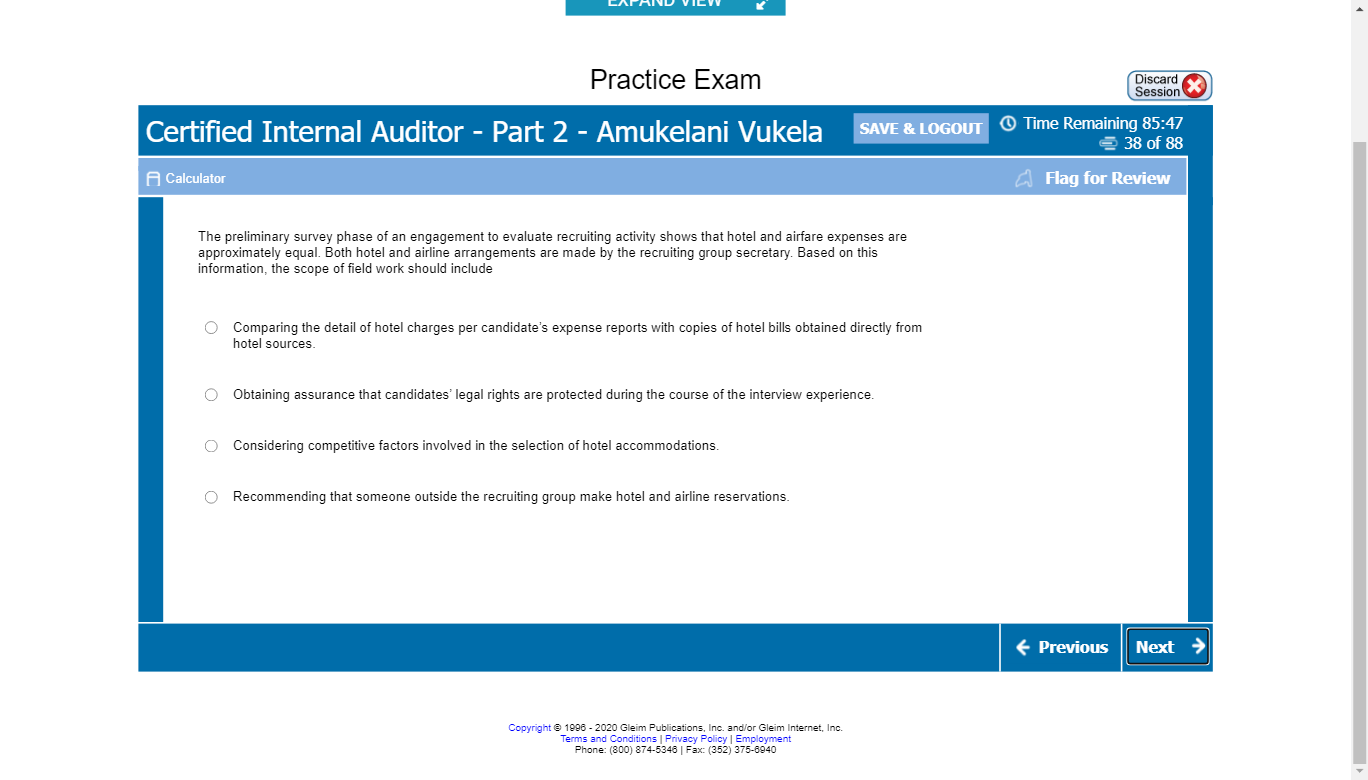 EXPAND VIEW
Practice Exam
Discard
Session
Certified Internal Auditor - Part 2 - Amukelani Vukela
SAVE & LOGOUT
Time Remaining 85:47
38 of 88
Calculator
Flag for Review
The preliminary survey phase of an engagement to evaluate recruiting activity shows that hotel and airfare expenses are
approximately equal. Both hotel and airline arrangements are made by the recruiting group secretary. Based on this
information, the scope of field work should include
Comparing the detail of hotel charges per candidate's expense reports with copies of hotel bills obtained directly from
hotel sources.
Obtaining assurance that candidates' legal rights are protected during the course of the interview experience.
Considering competitive factors involved in the selection of hotel accommodations.
Recommending that someone outside the recruiting group make hotel and airline reservations.
Previous
Next
Copyright © 1996 - 2020 Gleim Publications, Inc. and/or Gleim Internet, Inc.
Terms and Conditions | Privacy Policy | Employment
Phone: (800) 874-5346 | Fax: (352) 375-6940